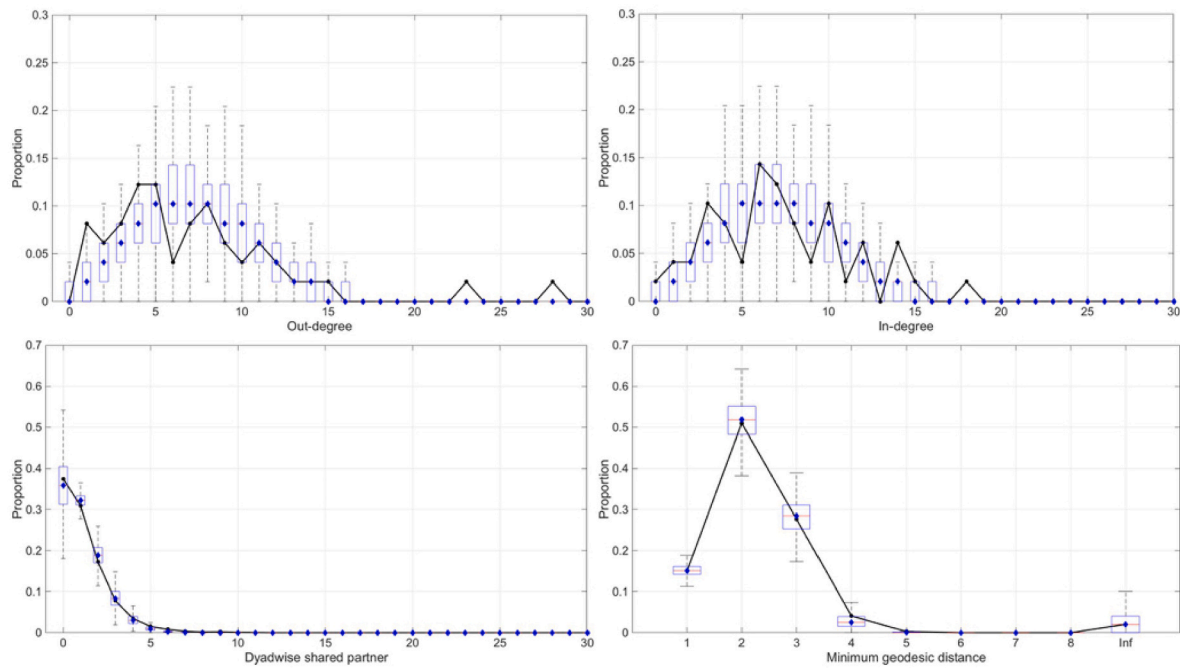 0.3
0.25
0.2
0.15
0.1
0.05
0
Proportion
0 5 10 15 20 25 30
Out-degree
0.3
0.25
0.2
0.15
0.1
0.05
0
Proportion
0 5 10 15 20 25 30
In-degree
0.7
0.6
0.5
0.4
0.3
0.2
0.1
0
Proportion
0 5 10 15 20 25 30
Dyadwise shared partner
0.7
0.6
0.5
0.4
0.3
0.2
0.1
0
Proportion
1 2 3 4 5 6 7 8 Inf
Minimum geodesic distance